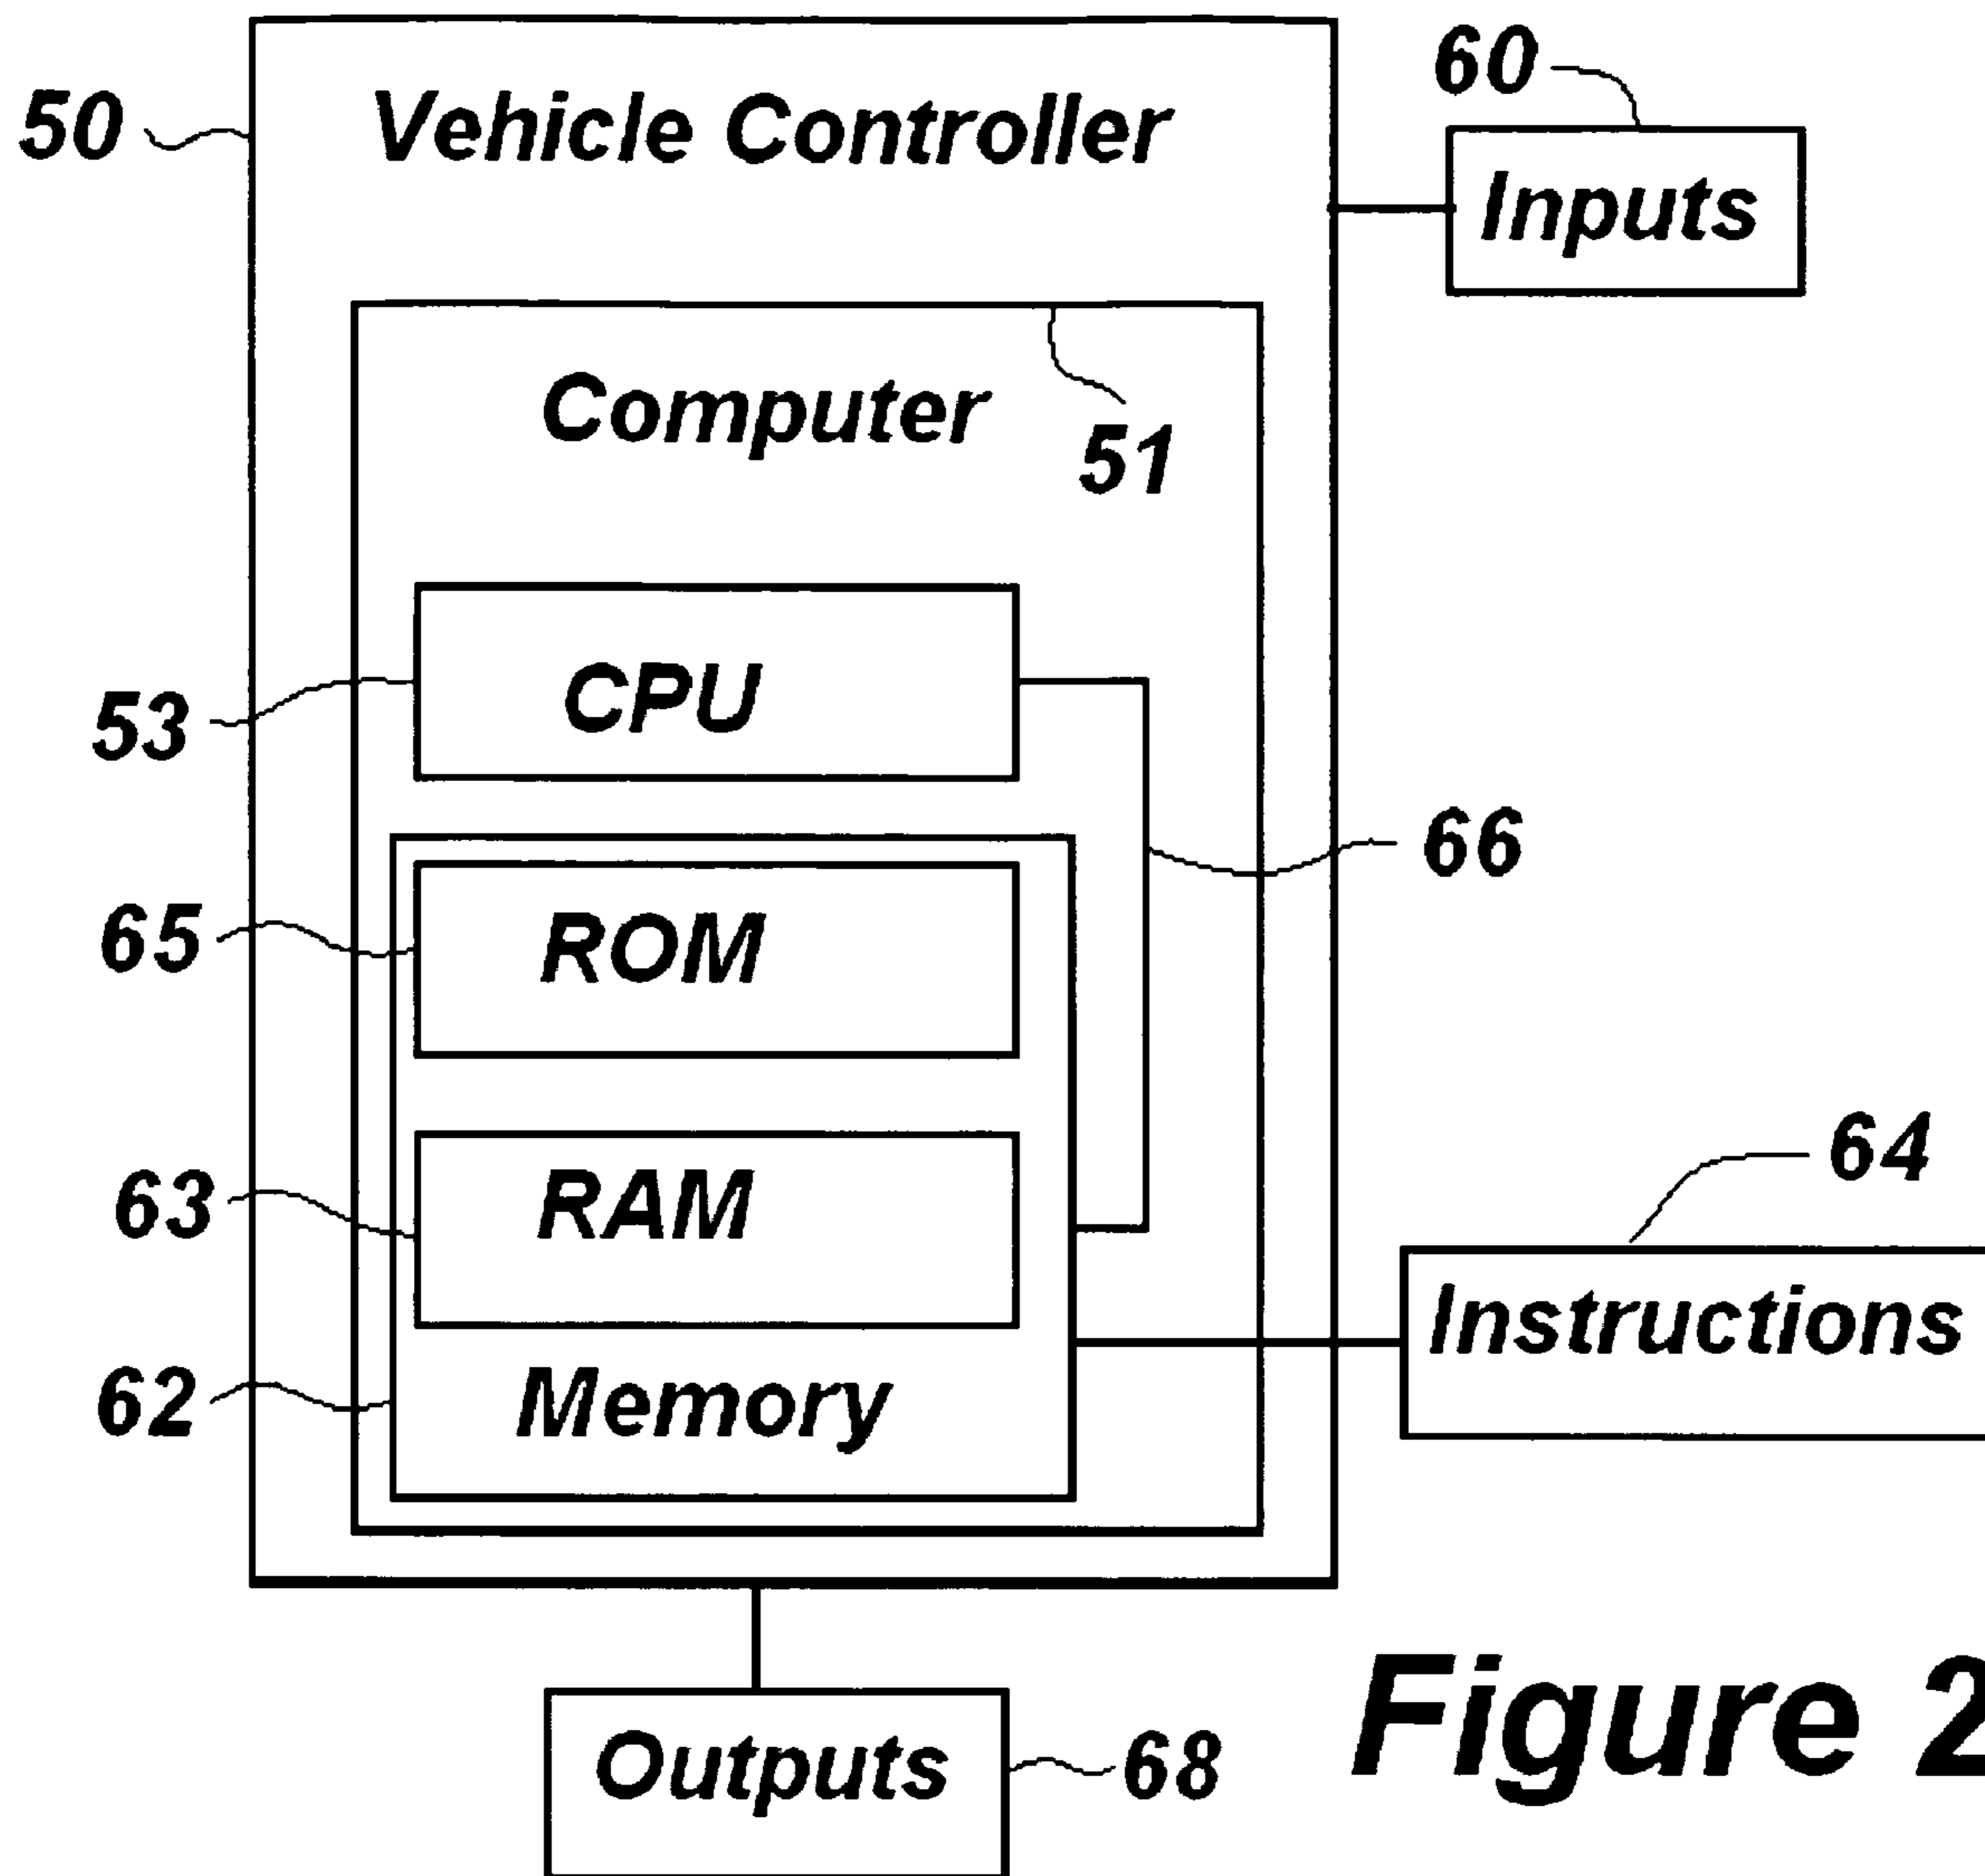 60
50
Vehicle Controller
Inputs
Computer
51
53
CPU
66
65
ROM
64
63
RAM
Instructions
62
Memory
Figure 2
Outputs
68